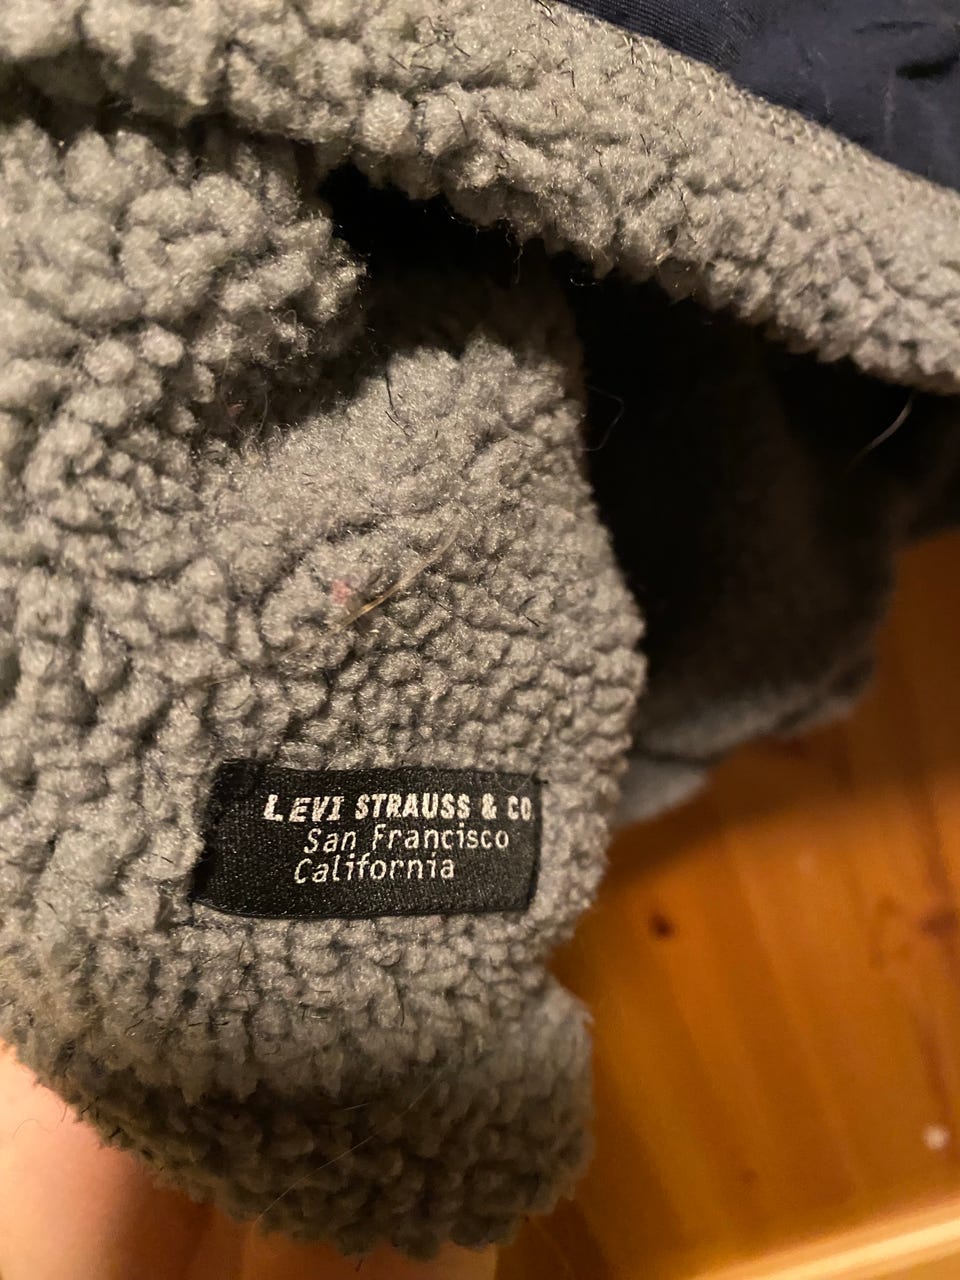 LEVI STRAUSS & CO
San Francisco
California